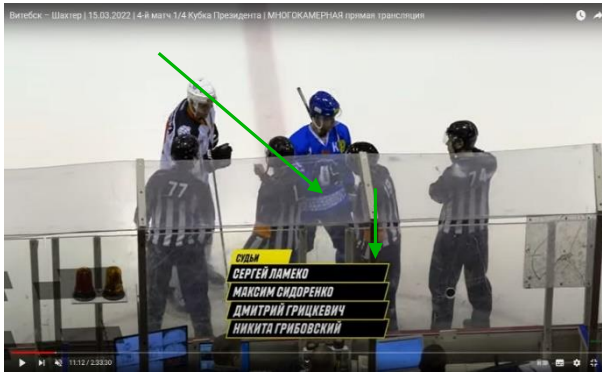 Витебск – Шахтер | 15.03.2022 | 4-й матч 1/4 Кубка Президента | МНОГОКАМЕРНАЯ прямая трансляция
77
74
СУДЬИ
СЕРГЕЙ ЛАМЕКО
МАКСИМ СИДОРЕНКО
ДМИТРИЙ ГРИЦКЕВИЧ
НИКИТА ГРИБОВСКИЙ
11:12 / 2:33:30